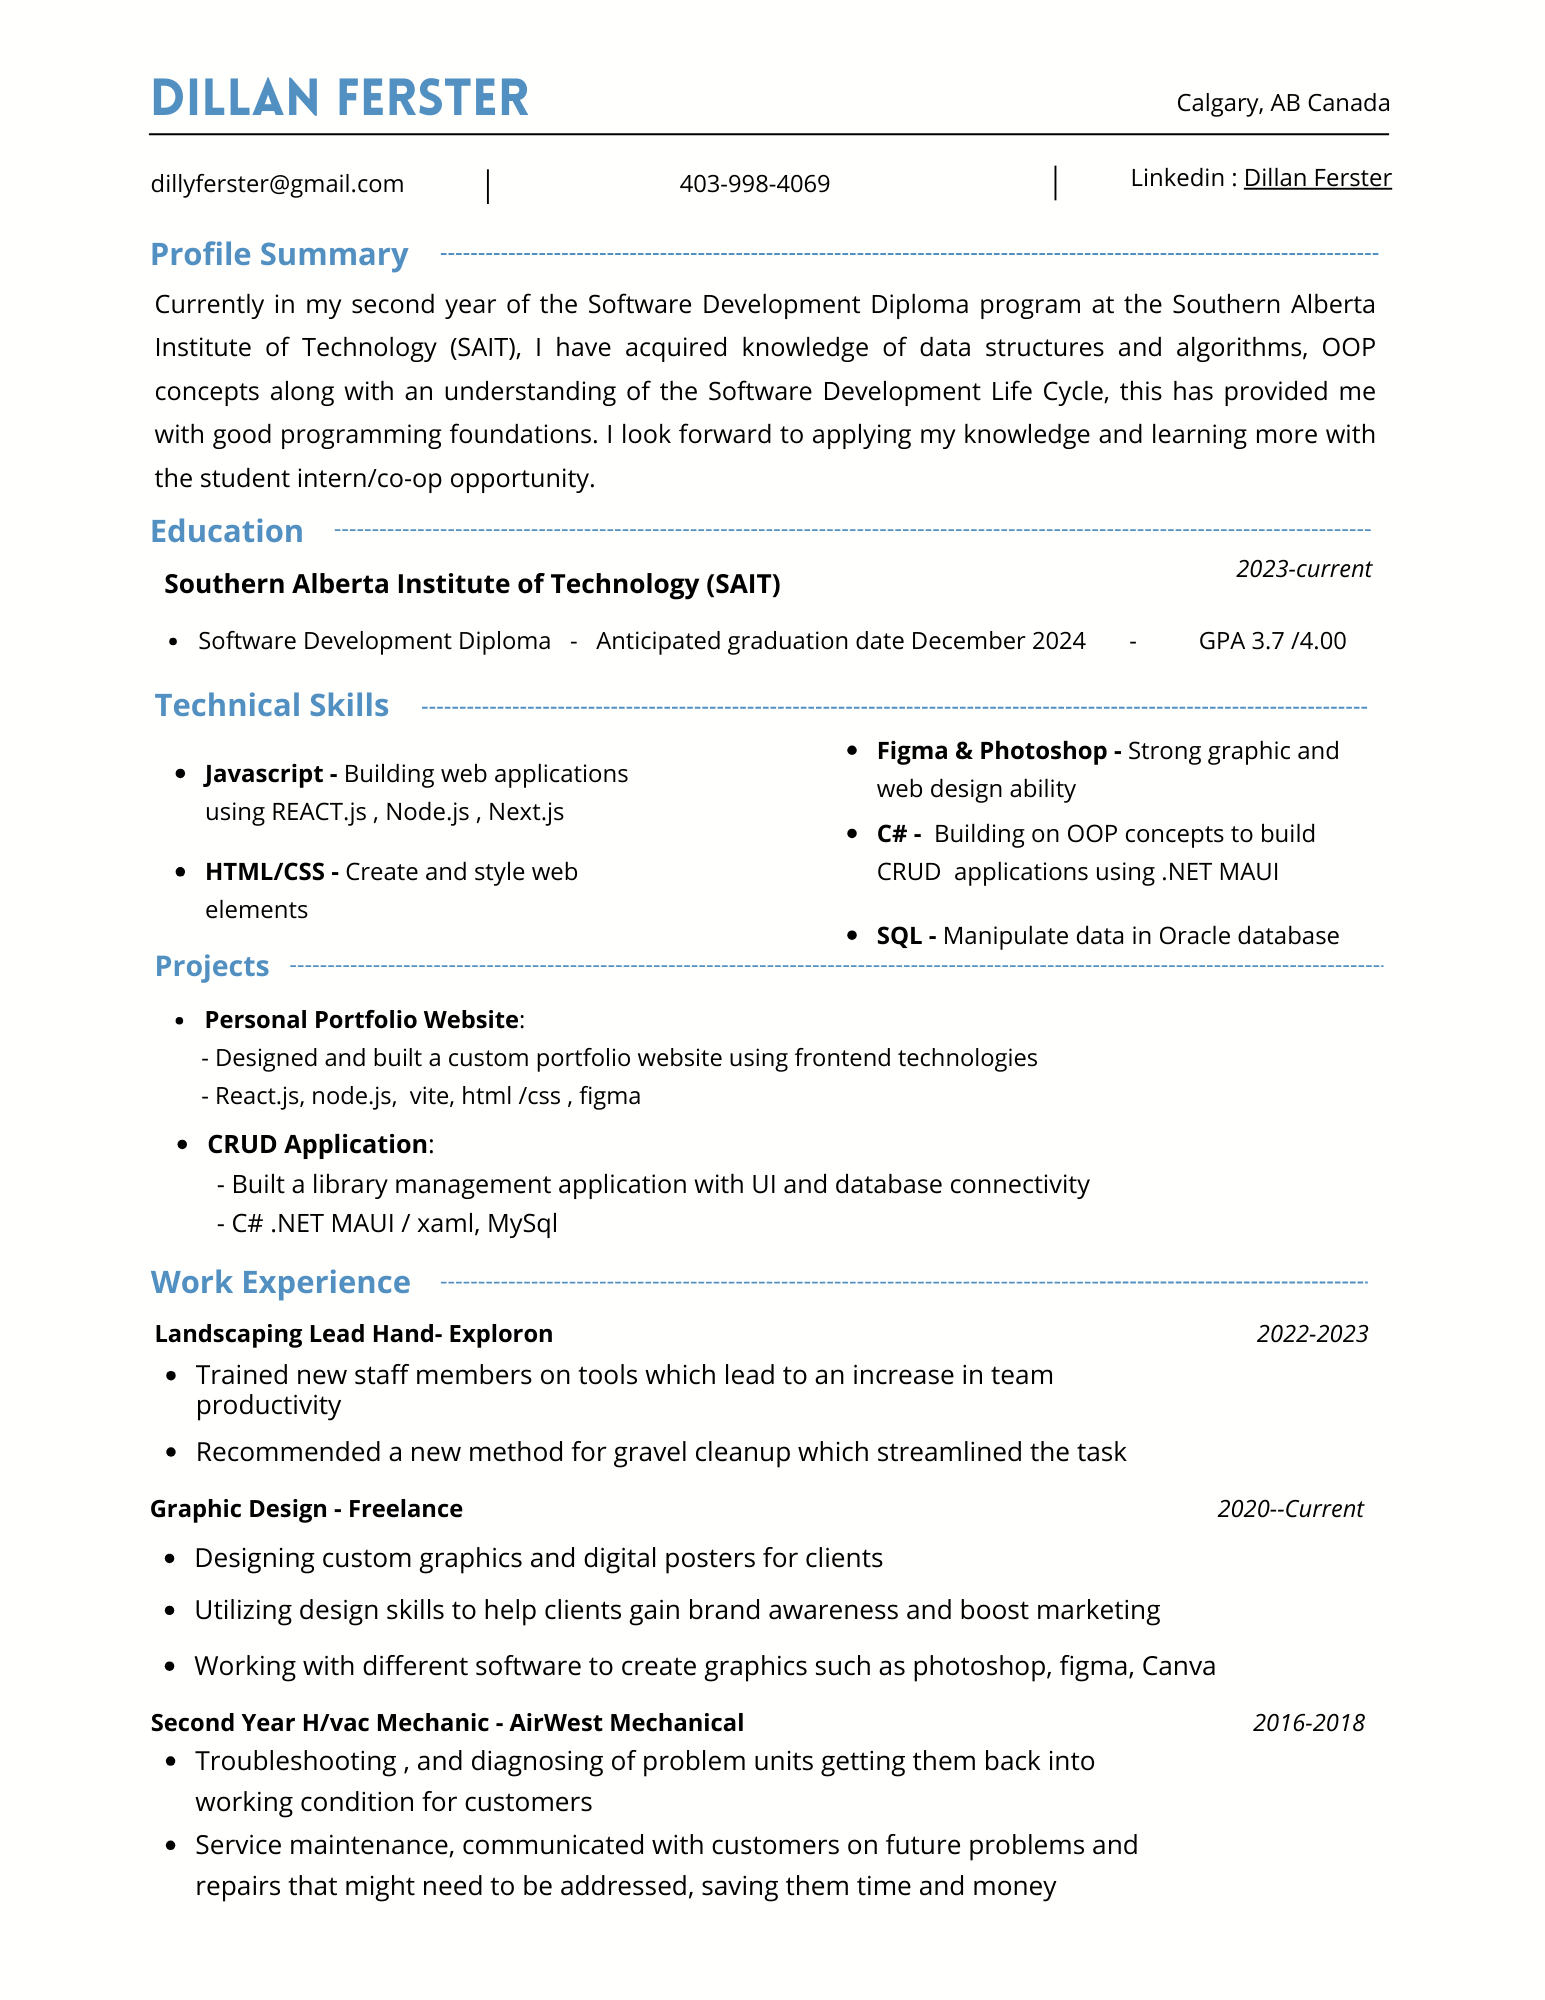 DILLAN FERSTER
Calgary, AB Canada
dillyferster@gmail.com | 403-998-4069 | Linkedin : Dillan Ferster
Profile Summary
Currently in my second year of the Software Development Diploma program at the Southern Alberta
Institute of Technology (SAIT), I have acquired knowledge of data structures and algorithms, OOP
concepts along with an understanding of the Software Development Life Cycle, this has provided me
with good programming foundations. I look forward to applying my knowledge and learning more with
the student intern/co-op opportunity.
Education
2023-current
Southern Alberta Institute of Technology (SAIT)
• Software Development Diploma - Anticipated graduation date December 2024 - GPA 3.7 /4.00
Technical Skills
• Javascript - Building web applications
using REACT.js , Node.js , Next.js
• HTML/CSS - Create and style web
elements
• Figma & Photoshop - Strong graphic and
web design ability
• C# - Building on OOP concepts to build
CRUD applications using .NET MAUI
• SQL - Manipulate data in Oracle database
Projects
• Personal Portfolio Website:
- Designed and built a custom portfolio website using frontend technologies
- React.js, node.js, vite, html /css , figma
• CRUD Application:
- Built a library management application with UI and database connectivity
- C# .NET MAUI / xaml, MySql
Work Experience
Landscaping Lead Hand- Exploron 2022-2023
• Trained new staff members on tools which lead to an increase in team
productivity
• Recommended a new method for gravel cleanup which streamlined the task
Graphic Design - Freelance 2020--Current
• Designing custom graphics and digital posters for clients
• Utilizing design skills to help clients gain brand awareness and boost marketing
• Working with different software to create graphics such as photoshop, figma, Canva
Second Year H/vac Mechanic - AirWest Mechanical 2016-2018
• Troubleshooting , and diagnosing of problem units getting them back into
working condition for customers
• Service maintenance, communicated with customers on future problems and
repairs that might need to be addressed, saving them time and money